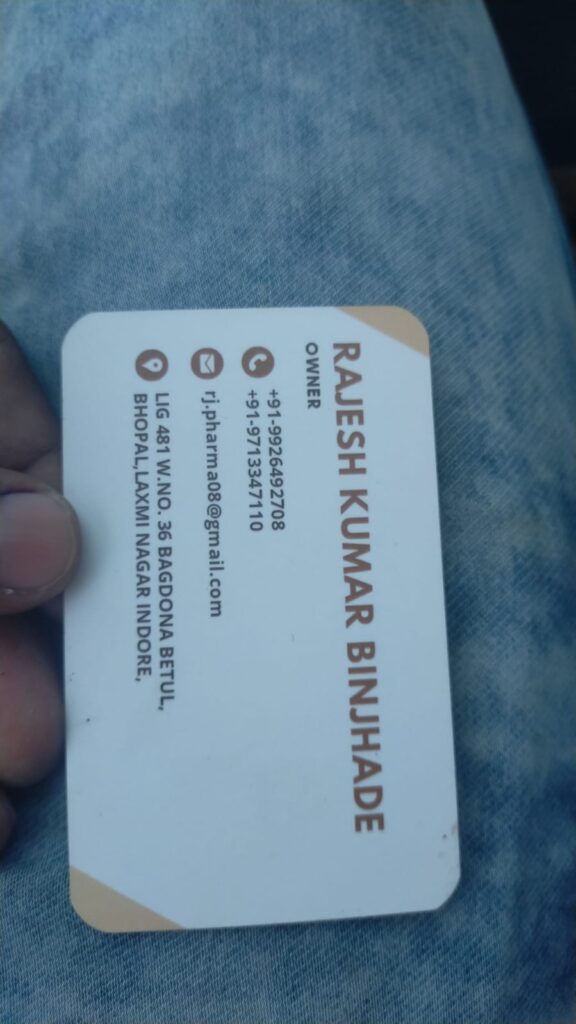 RAJESH KUMAR BINJHADE
OWNER
+91-9926492708
+91-9713347110
rj.pharma08@gmail.com
LIG 481 W.NO. 36 BAGDONA BETUL,
BHOPAL,LAXMI NAGAR INDORE,